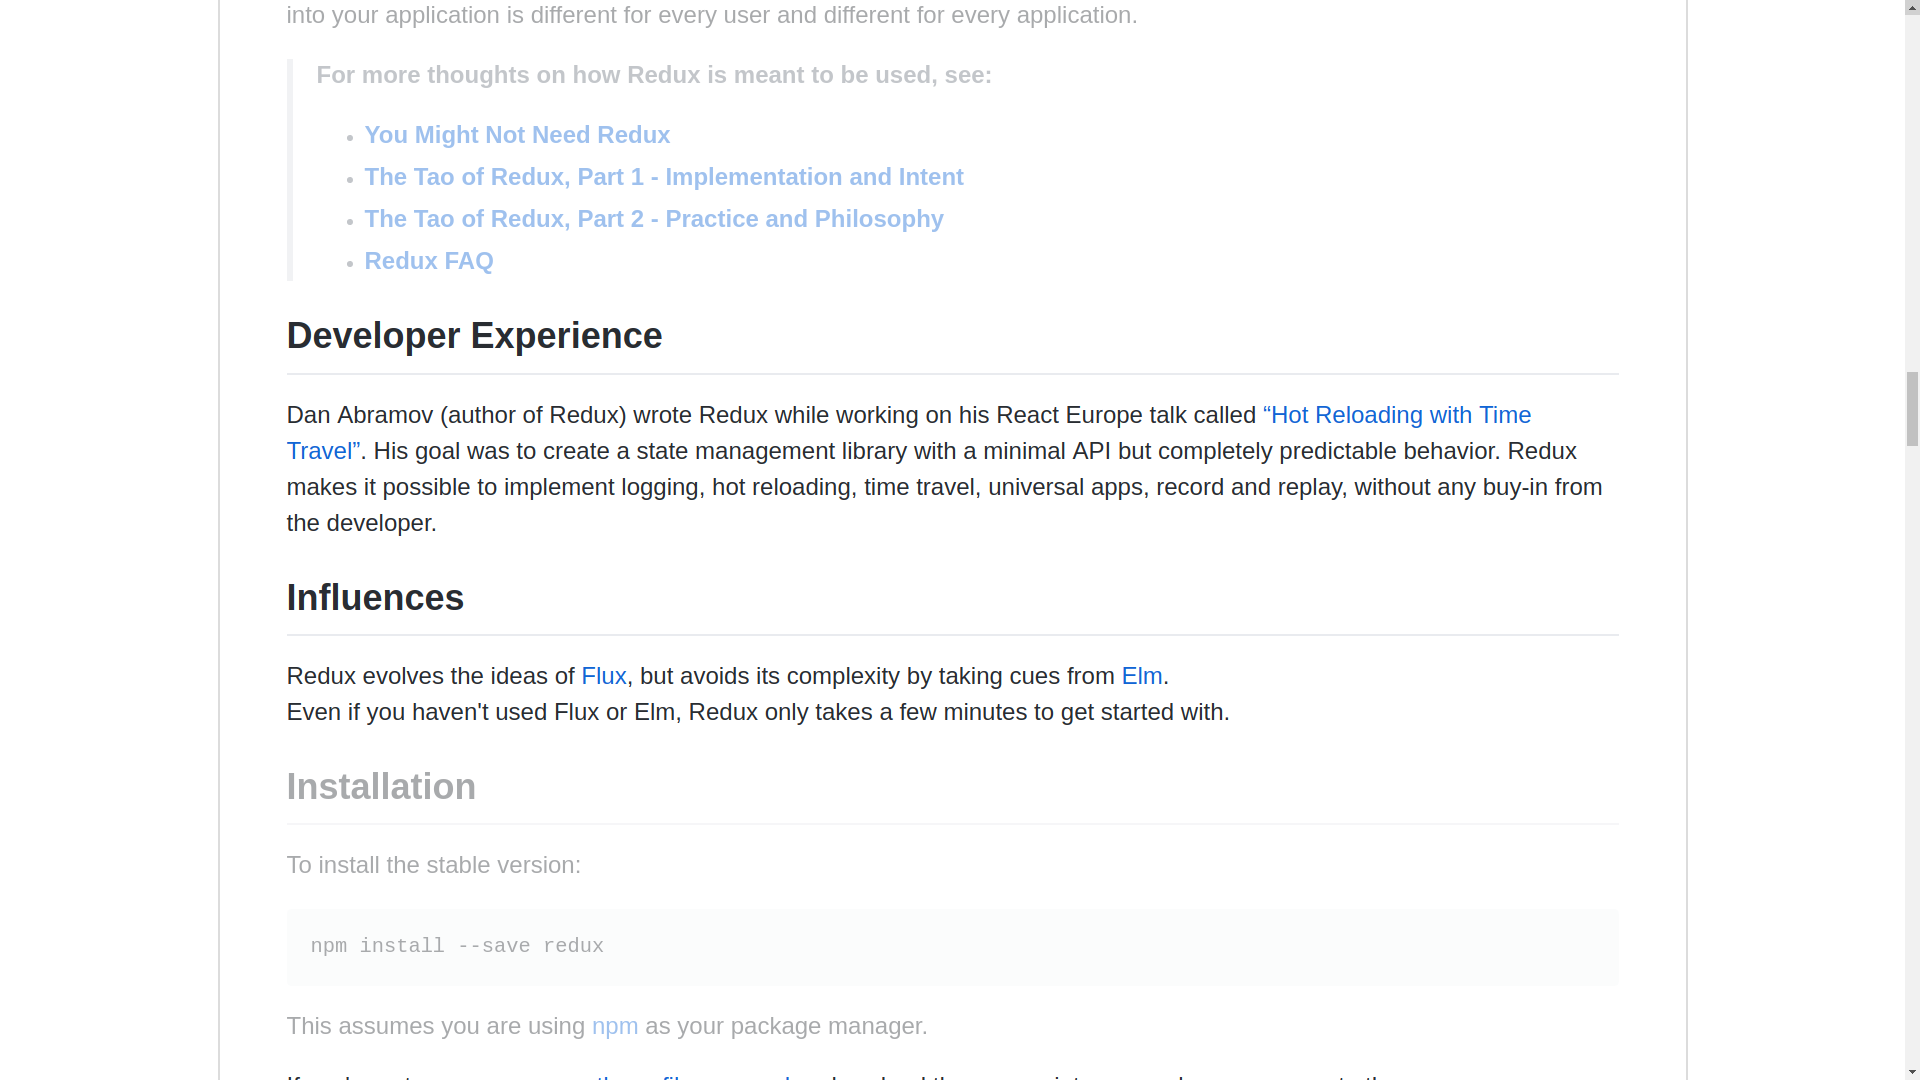 into your application is different for every user and different for every application.
For more thoughts on how Redux is meant to be used, see:
You Might Not Need Redux
The Tao of Redux, Part 1 - Implementation and Intent
The Tao of Redux, Part 2 - Practice and Philosophy
Redux FAQ
Developer Experience
Dan Abramov (author of Redux) wrote Redux while working on his React Europe talk called “Hot Reloading with Time
Travel”. His goal was to create a state management library with a minimal API but completely predictable behavior. Redux
makes it possible to implement logging, hot reloading, time travel, universal apps, record and replay, without any buy-in from
the developer.
Influences
Redux evolves the ideas of Flux, but avoids its complexity by taking cues from Elm.
Even if you haven't used Flux or Elm, Redux only takes a few minutes to get started with.
Installation
To install the stable version:
npm install --save redux
This assumes you are using npm as your package manager.